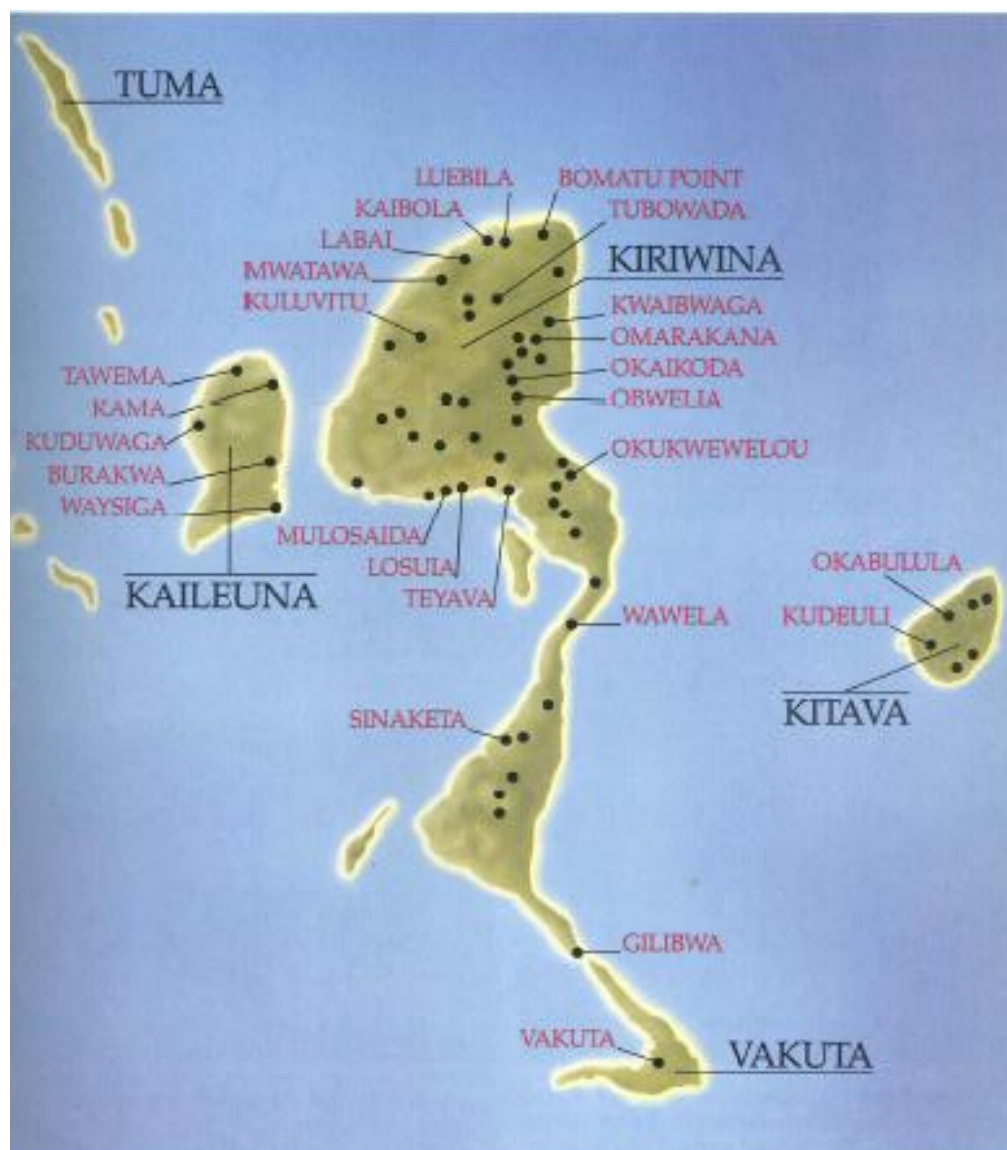 TUMA
LUEBILA
BOMATU POINT
KAIBOLA
TUBOWADA
LABAI
KIRIWINA
MWATAWA
KULUVITU
KWAIBWAGA
OMARAKANA
TAWEMA
OKAIKODA
KAMA
OBWELIA
KUDUWAGA
OKUKWEWELOU
BURAKWA
WAYSIGA
MULOSAIDA
LOSUIA
OKABULULA
KAILEUNA
TEYAVA
WAWELA
KUDEULI
KITAVA
SINAKETA
GILIBWA
VAKUTA
VAKUTA